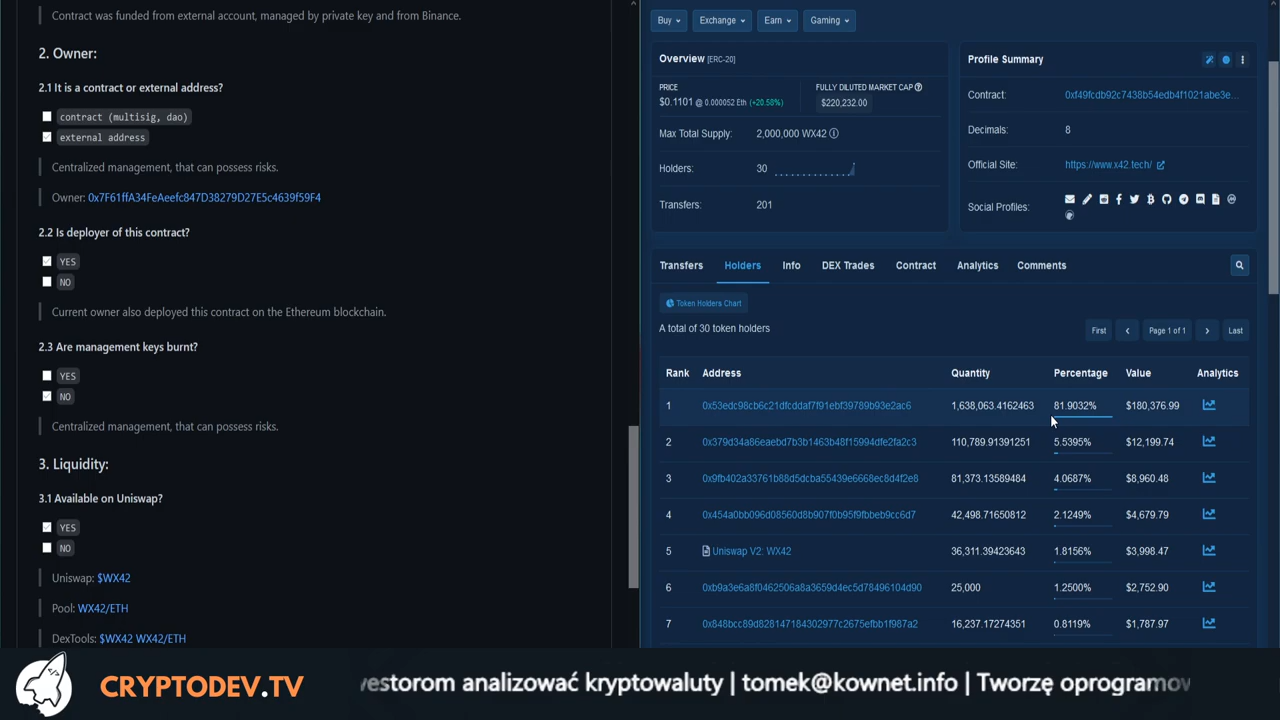 Contract was funded from external account, managed by private key and from Binance.
2. Owner:
2.1 It is a contract or external address?
contract (multisig, dao)
external address
Centralized management, that can possess risks.
Owner: 0x7F61ffA34FeAeefc847D38279D27E5c4639f59F4
2.2 Is deployer of this contract?
YES
NO
Current owner also deployed this contract on the Ethereum blockchain.
2.3 Are management keys burnt?
YES
NO
Centralized management, that can possess risks.
3. Liquidity:
3.1 Available on Uniswap?
YES
NO
Uniswap: $WX42
Pool: WX42/ETH
DexTools: $WX42 WX42/ETH
Buy Exchange Earn Gaming
Overview [ERC-20]
PRICE FULLY DILUTED MARKET CAP
$0.1101 @ 0.000052 Eth (+20.50%) $220,232.00
Max Total Supply: 2,000,000 WX42
Holders: 30
Transfers: 201
Profile Summary
Contract: 0xf49fcdb92c7438b54edb4f1021abe3e...
Decimals: 8
Official Site: https://www.x42.tech/
Social Profiles:
Transfers Holders Info DEX Trades Contract Analytics Comments
Token Holders Chart
A total of 30 token holders
First Page 1 of 1 Last
Rank Address Quantity Percentage Value Analytics
1 0x53edc98cb6c21dfcddaf7f91ebf39789b93e2ac6 1,638,063.4162463 81.9032% $180,376.99
2 0x379d34a86eaebd7b3b1463b48f15994dfe2fa2c3 110,789.91391251 5.5395% $12,199.74
3 0x9fb402a33761b88d5dcba55439e6668ec8d4f2e8 81,373.13589484 4.0687% $8,960.48
4 0x454a0bb096d08560d8b907f0b95f9fbbeb9cc6d7 42,498.71650812 2.1249% $4,679.79
5 Uniswap V2: WX42 36,311.39423643 1.8156% $3,998.47
6 0xb9a3e6a8f0462506a8a3659d4ec5d78496104d90 25,000 1.2500% $2,752.90
7 0x848bcc89d828147184302977c2675efbb1f987a2 16,237.17274351 0.8119% $1,787.97
CRYPTODEV.TV
vestorom analizować kryptowaluty | tomek@kownet.info | Tworzę oprogramow